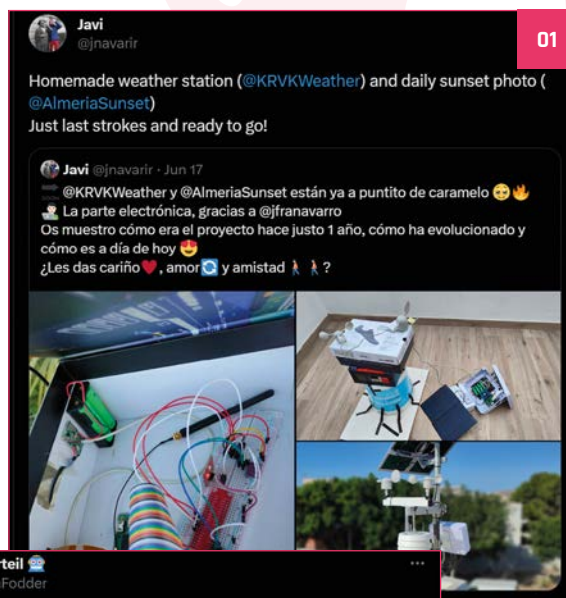 Javi
@jnavarir
01
Homemade weather station (@KRVKWeather) and daily sunset photo (
@AlmeriaSunset)
Just last strokes and ready to go!
Javi @jnavarir · Jun 17
@KRVKWeather y @AlmeriaSunset están ya a puntito de caramelo 🥹🔥
👨🏻‍💻 La parte electrónica, gracias a @jfranavarro
Os muestro cómo era el proyecto hace justo 1 año, cómo ha evolucionado y
cómo es a día de hoy 😍
¿Les das cariño♥️, amor🔄 y amistad 🚶🚶?
rteil 🤖
Fodder